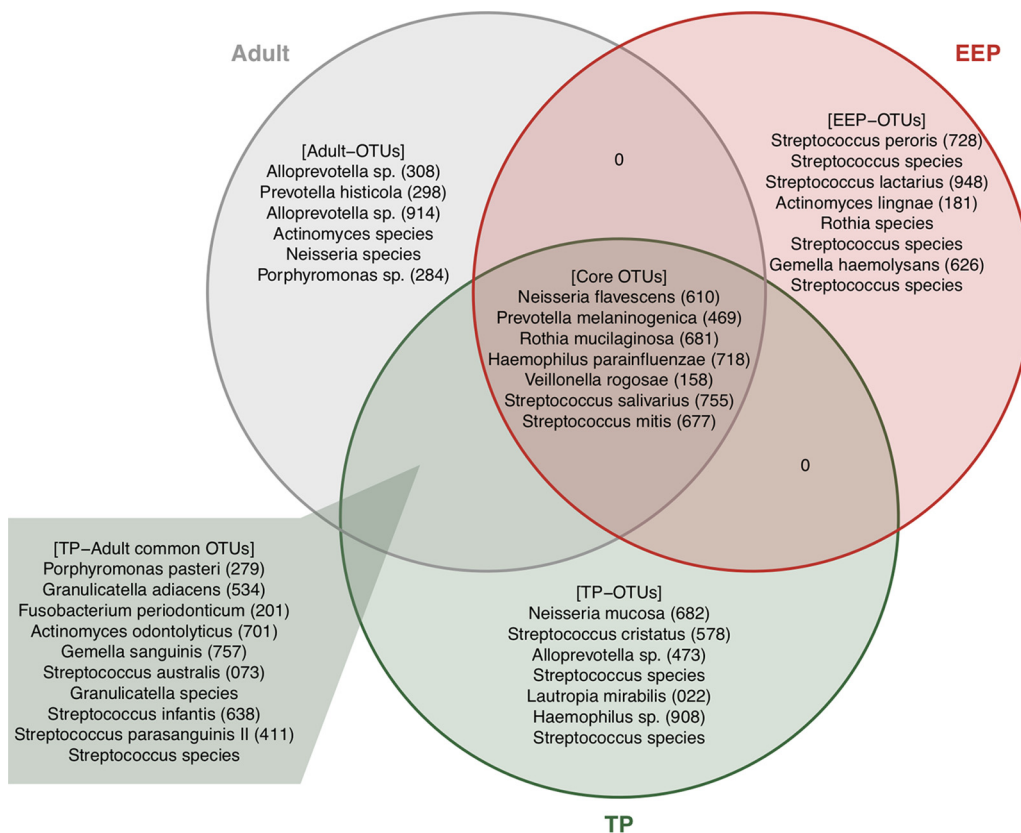 Adult
EEP
[Adult–OTUs]
Alloprevotella sp. (308)
Prevotella histicola (298)
Alloprevotella sp. (914)
Actinomyces species
Neisseria species
Porphyromonas sp. (284)
0
[EEP–OTUs]
Streptococcus peroris (728)
Streptococcus species
Streptococcus lactarius (948)
Actinomyces lingnae (181)
Rothia species
Streptococcus species
Gemella haemolysans (626)
Streptococcus species
[Core OTUs]
Neisseria flavescens (610)
Prevotella melaninogenica (469)
Rothia mucilaginosa (681)
Haemophilus parainfluenzae (718)
Veillonella rogosae (158)
Streptococcus salivarius (755)
Streptococcus mitis (677)
0
[TP–Adult common OTUs]
Porphyromonas pasteri (279)
Granulicatella adiacens (534)
Fusobacterium periodonticum (201)
Actinomyces odontolyticus (701)
Gemella sanguinis (757)
Streptococcus australis (073)
Granulicatella species
Streptococcus infantis (638)
Streptococcus parasanguinis II (411)
Streptococcus species
[TP–OTUs]
Neisseria mucosa (682)
Streptococcus cristatus (578)
Alloprevotella sp. (473)
Streptococcus species
Lautropia mirabilis (022)
Haemophilus sp. (908)
Streptococcus species
TP